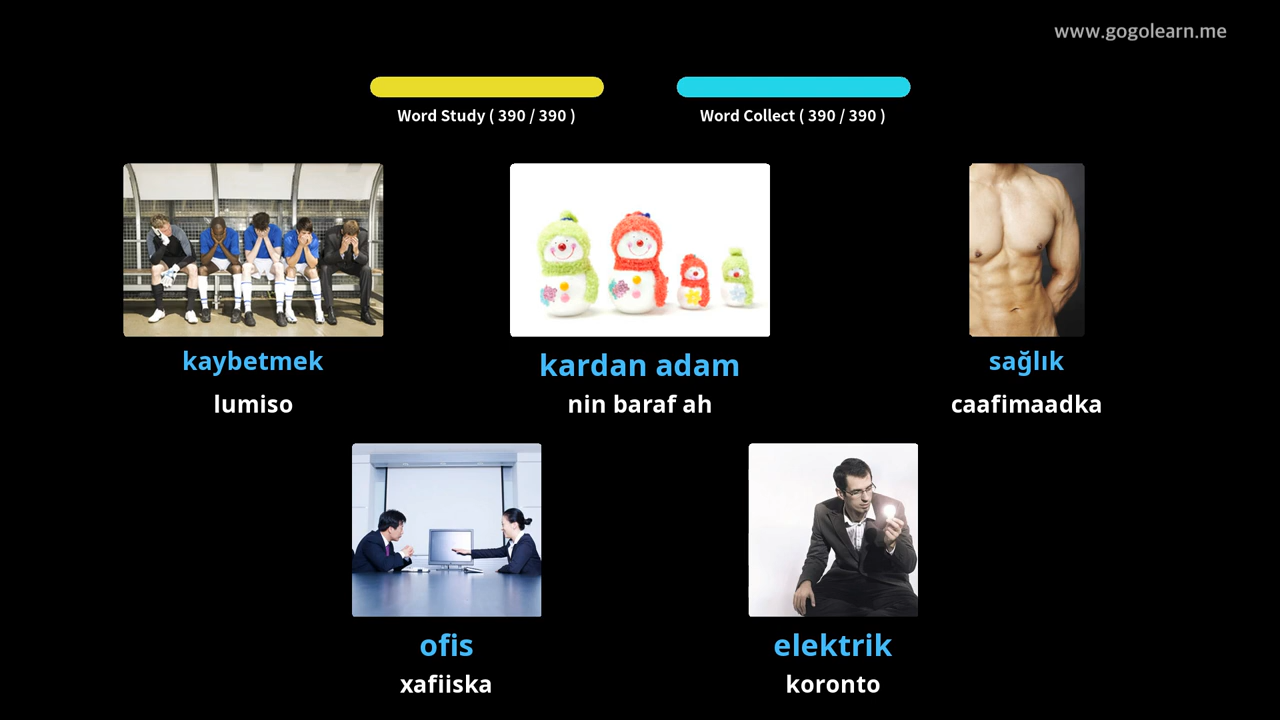 www.gogolearn.me
Word Study ( 390 / 390 )
Word Collect ( 390 / 390 )
kaybetmek
lumiso
kardan adam
nin baraf ah
sağlık
caafimaadka
ofis
xafiiska
elektrik
koronto